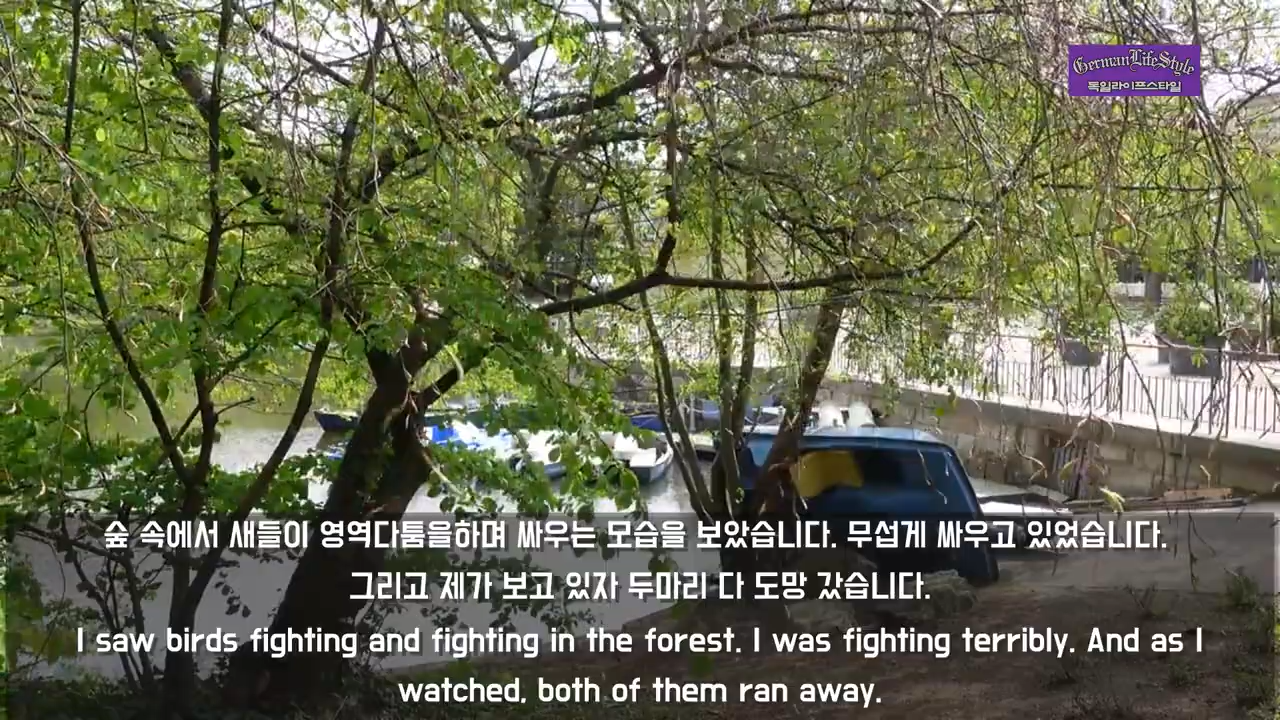 GermanLifeStyle
독일라이프스타일
숲 속에서 새들이 영역다툼을하며 싸우는 모습을 보았습니다. 무섭게 싸우고 있었습니다.
그리고 제가 보고 있자 두마리 다 도망 갔습니다.
I saw birds fighting and fighting in the forest. I was fighting terribly. And as I
watched, both of them ran away.